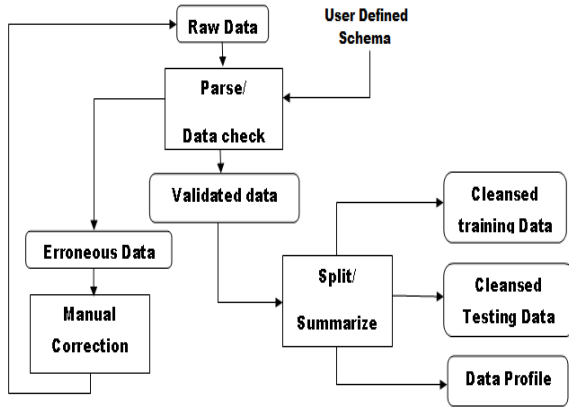 Raw Data
User Defined
Schema
Parse/
Data check
Validated data
Cleansed
training Data
Erroneous Data
Split/
Summarize
Cleansed
Testing Data
Manual
Correction
Data Profile